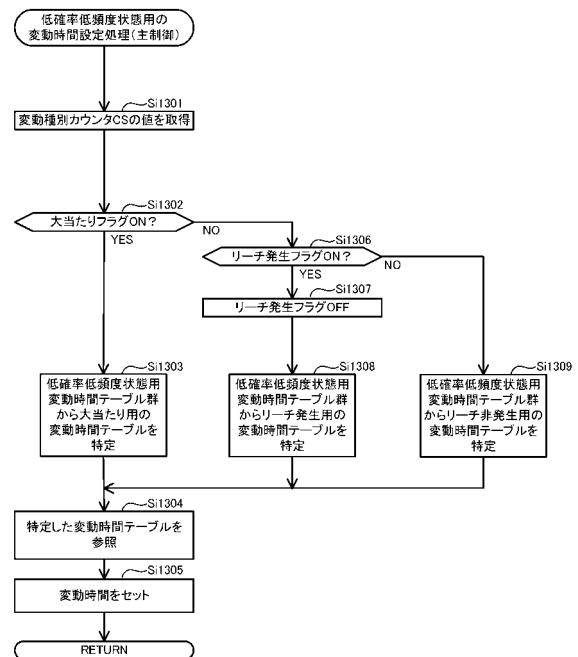 低確率低頻度状態用の
変動時間設定処理(主制御)
Si1301
変動種別カウンタCSの値を取得
Si1302
大当たりフラグON?
NO
YES
Si1306
リーチ発生フラグON?
NO
YES
Si1307
リーチ発生フラグOFF
Si1303
低確率低頻度状態用
変動時間テーブル群
から大当たり用の
変動時間テーブルを
特定
Si1308
低確率低頻度状態用
変動時間テーブル群
からリーチ発生用の
変動時間テーブルを
特定
Si1309
低確率低頻度状態用
変動時間テーブル群
からリーチ非発生用の
変動時間テーブルを
特定
Si1304
特定した変動時間テーブルを
参照
Si1305
変動時間をセット
RETURN